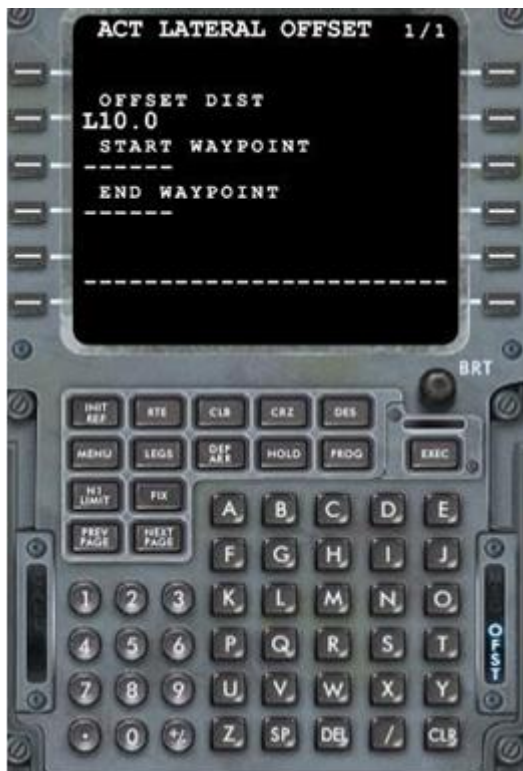 ACT LATERAL OFFSET 1/1
OFFSET DIST
L10.0
START WAYPOINT
------
END WAYPOINT
------
-------------------------
BRT
INIT REF RTE CLB CRZ DES
MENU LEGS DEP ARR HOLD PROG EXEC
N1 LIMIT FIX
PREV PAGE NEXT PAGE
A B C D E
F G H I J
1 2 3 K L M N O
4 5 6 P Q R S T
7 8 9 U V W X Y
. 0 +/- Z SP DEL / CLR
OFST